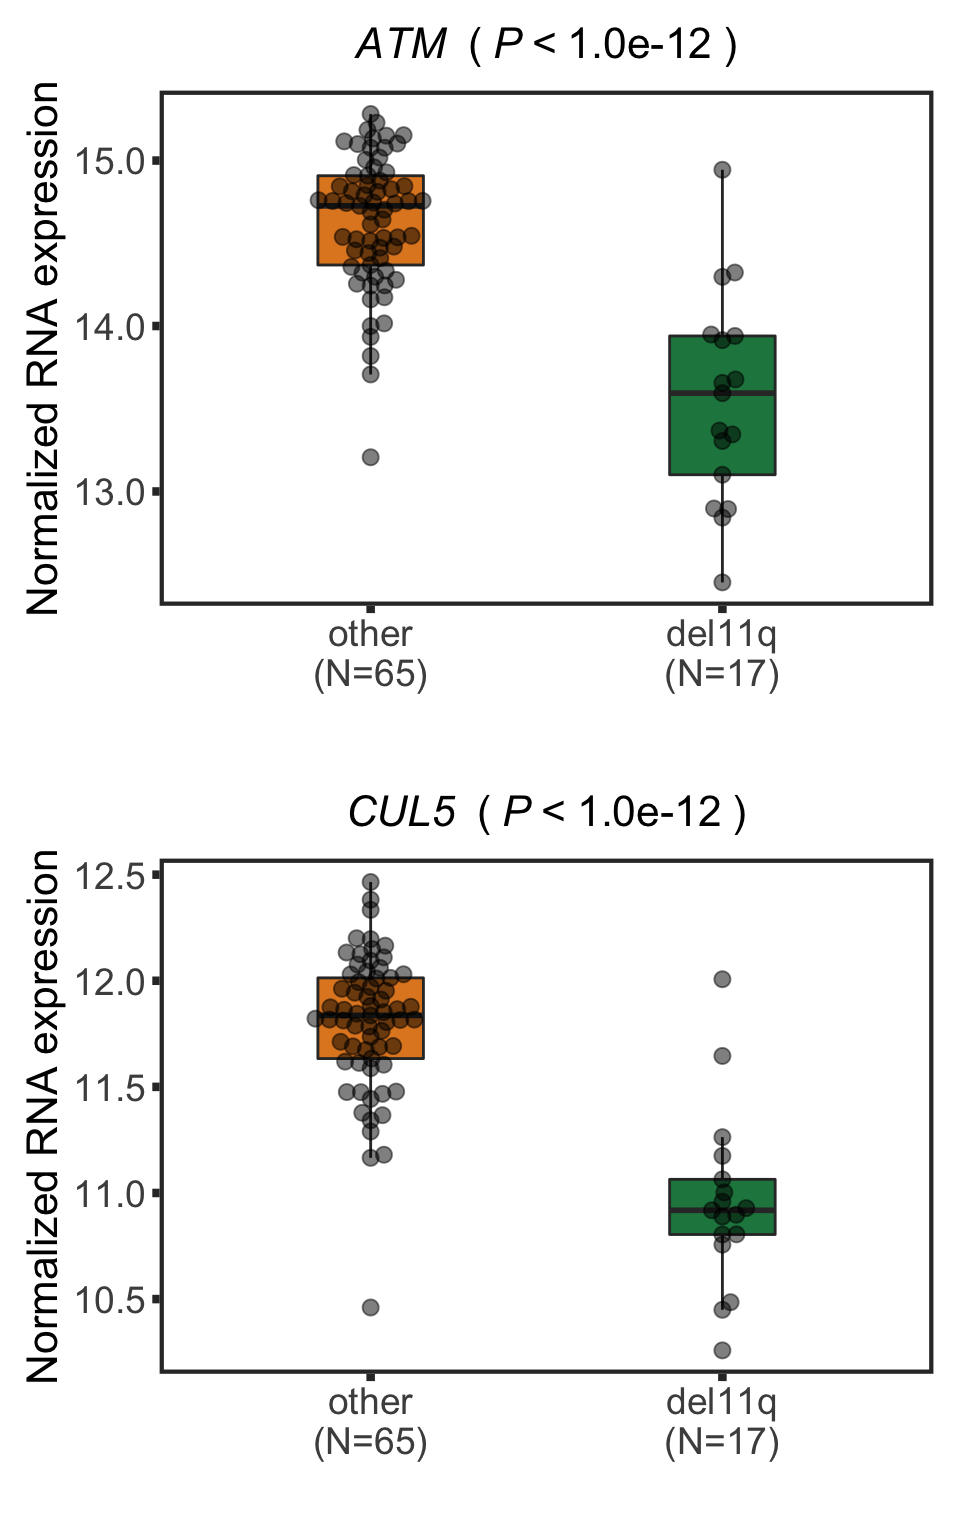 ATM ( P < 1.0e-12 )
Normalized RNA expression
15.0
14.0
13.0
other
(N=65)
del11q
(N=17)
CUL5 ( P < 1.0e-12 )
Normalized RNA expression
12.5
12.0
11.5
11.0
10.5
other
(N=65)
del11q
(N=17)